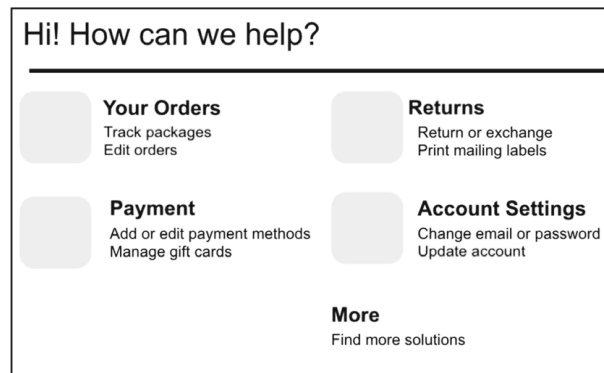 Hi! How can we help?
Your Orders
Track packages
Edit orders
Returns
Return or exchange
Print mailing labels
Payment
Add or edit payment methods
Manage gift cards
Account Settings
Change email or password
Update account
More
Find more solutions